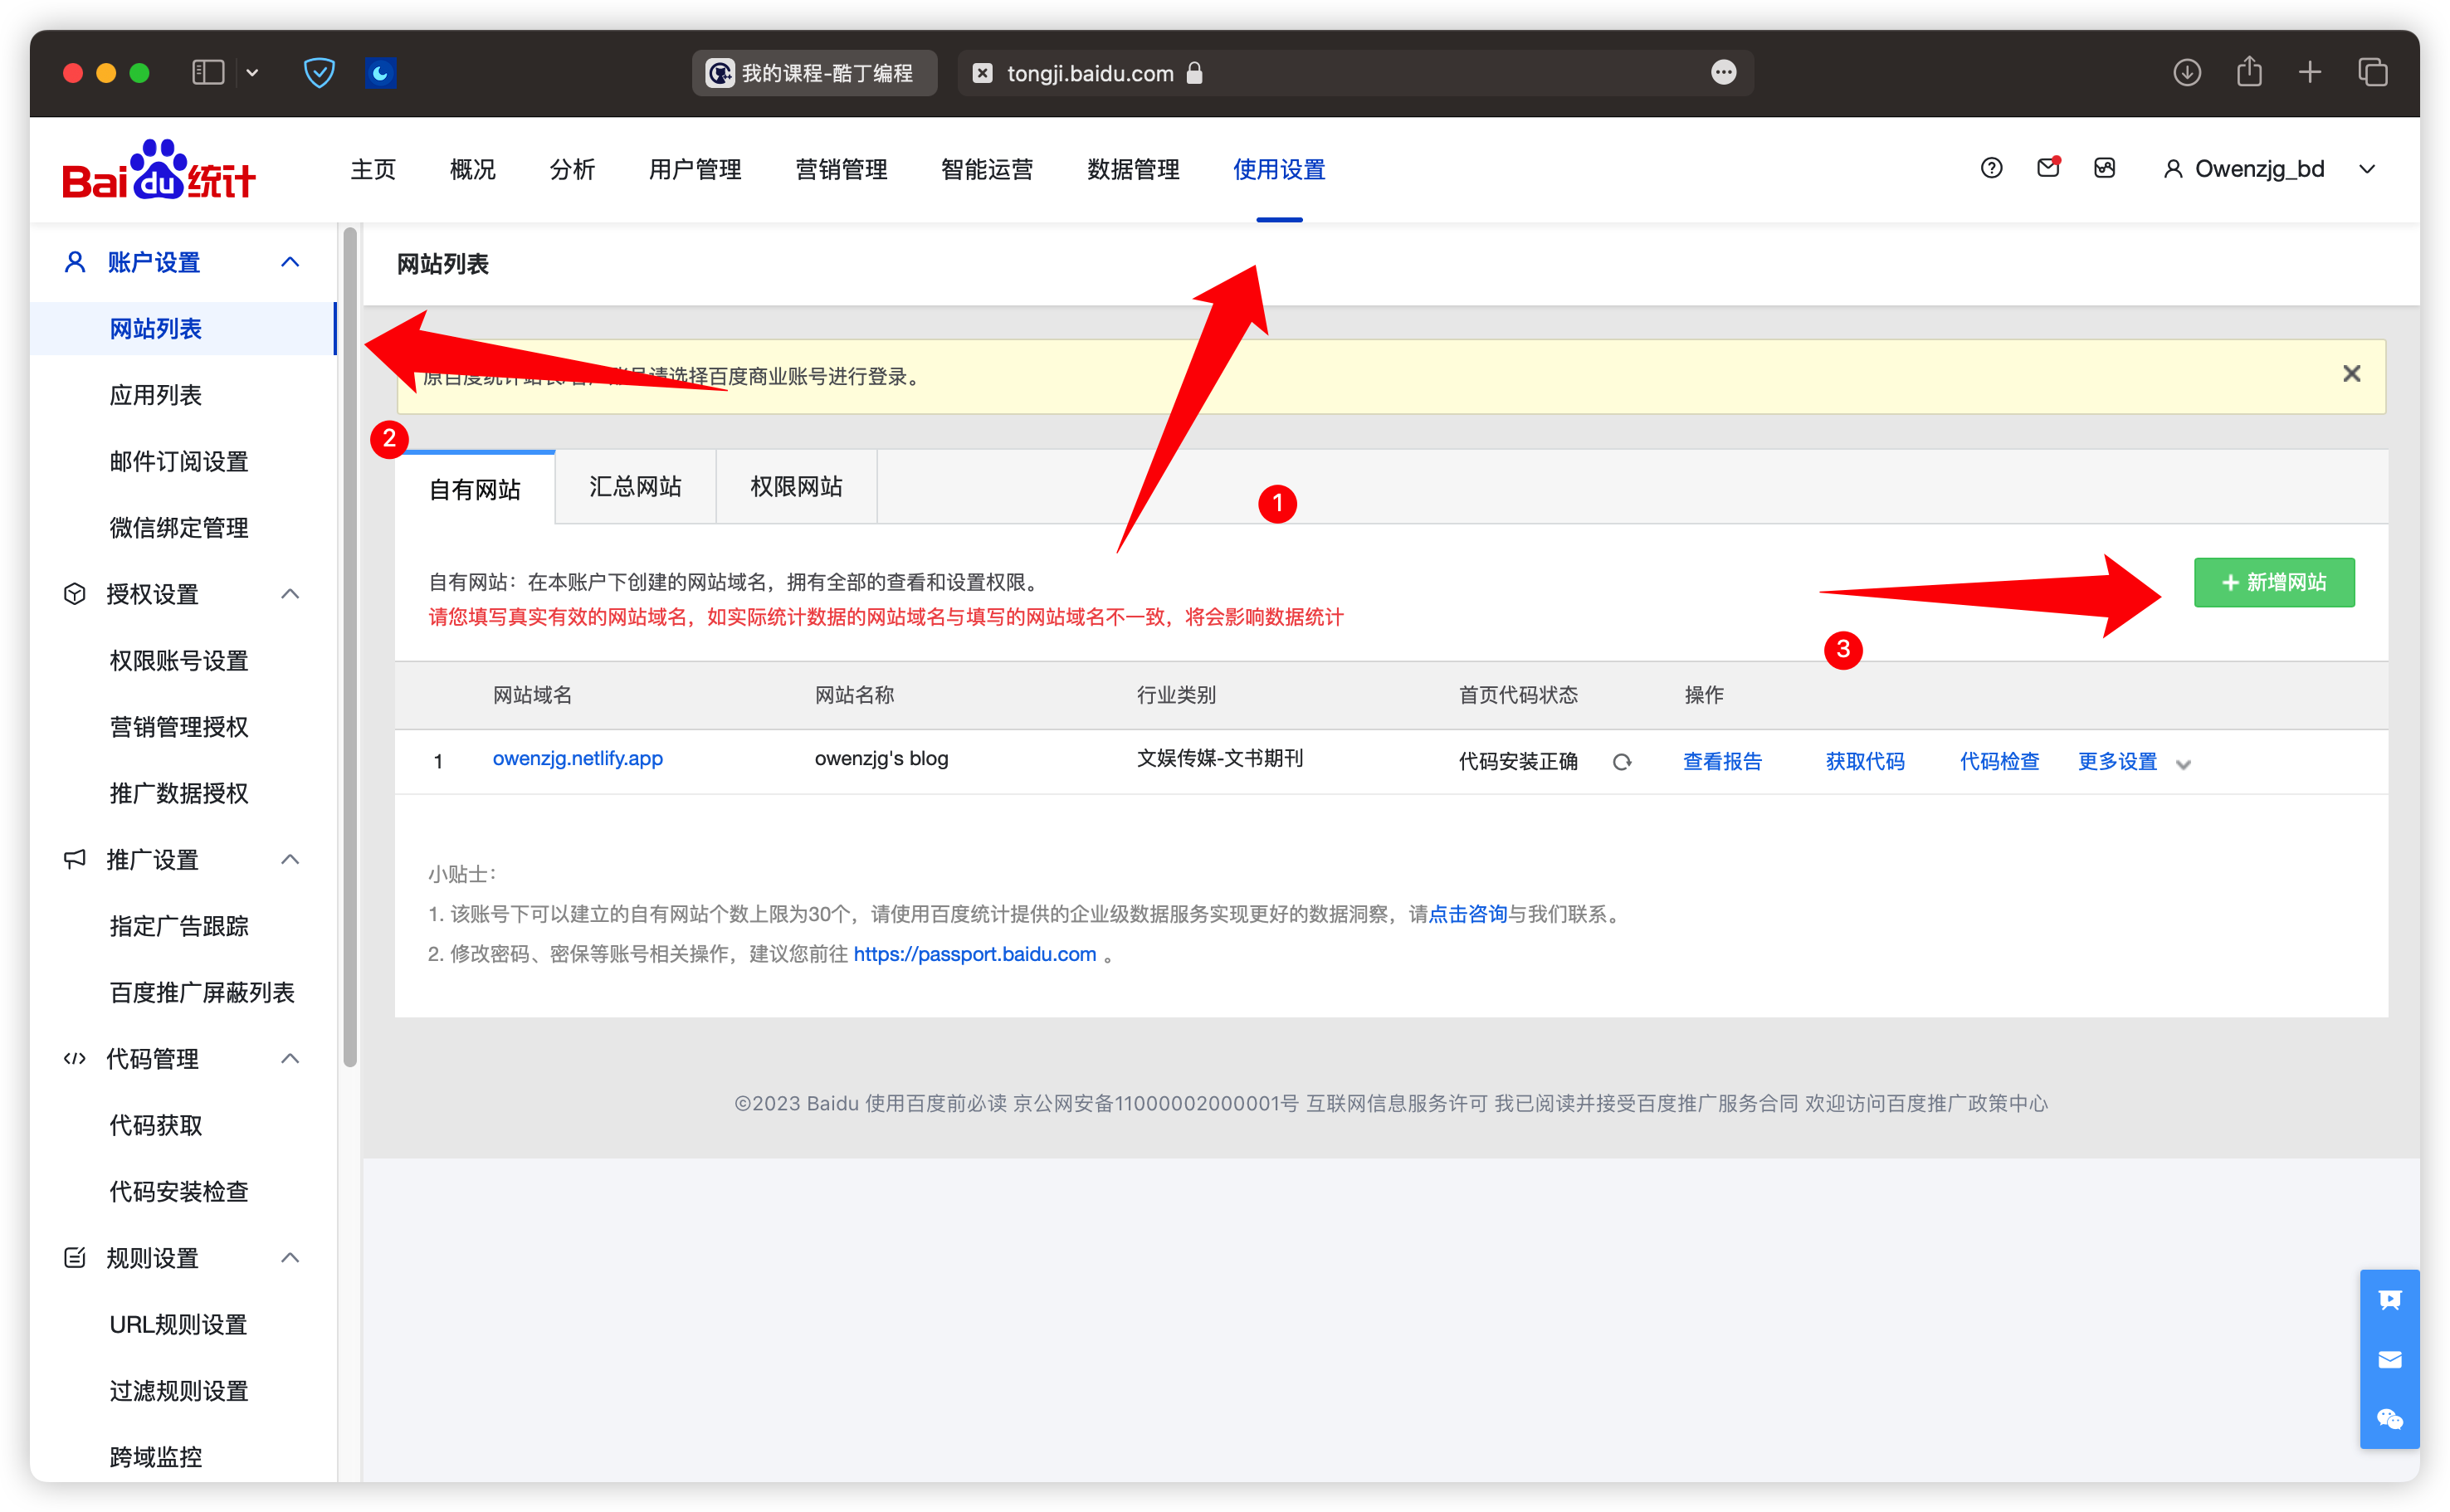 我的课程-酷丁编程
tongji.baidu.com
Bai du 统计
主页 概况 分析 用户管理 营销管理 智能运营 数据管理 使用设置
Owenzjg_bd
账户设置
网站列表
应用列表
邮件订阅设置
微信绑定管理
授权设置
权限账号设置
营销管理授权
推广数据授权
推广设置
指定广告跟踪
百度推广屏蔽列表
代码管理
代码获取
代码安装检查
规则设置
URL规则设置
过滤规则设置
跨域监控
网站列表
原百度统计站长 请选择百度商业账号进行登录。
2
自有网站 汇总网站 权限网站
1
自有网站：在本账户下创建的网站域名，拥有全部的查看和设置权限。
请您填写真实有效的网站域名，如实际统计数据的网站域名与填写的网站域名不一致，将会影响数据统计
新增网站
3
网站域名 网站名称 行业类别 首页代码状态 操作
1 owenzjg.netlify.app owenzjg's blog 文娱传媒-文书期刊 代码安装正确 查看报告 获取代码 代码检查 更多设置
小贴士：
1. 该账号下可以建立的自有网站个数上限为30个，请使用百度统计提供的企业级数据服务实现更好的数据洞察，请点击咨询与我们联系。
2. 修改密码、密保等账号相关操作，建议您前往 https://passport.baidu.com 。
©2023 Baidu 使用百度前必读 京公网安备11000002000001号 互联网信息服务许可 我已阅读并接受百度推广服务合同 欢迎访问百度推广政策中心